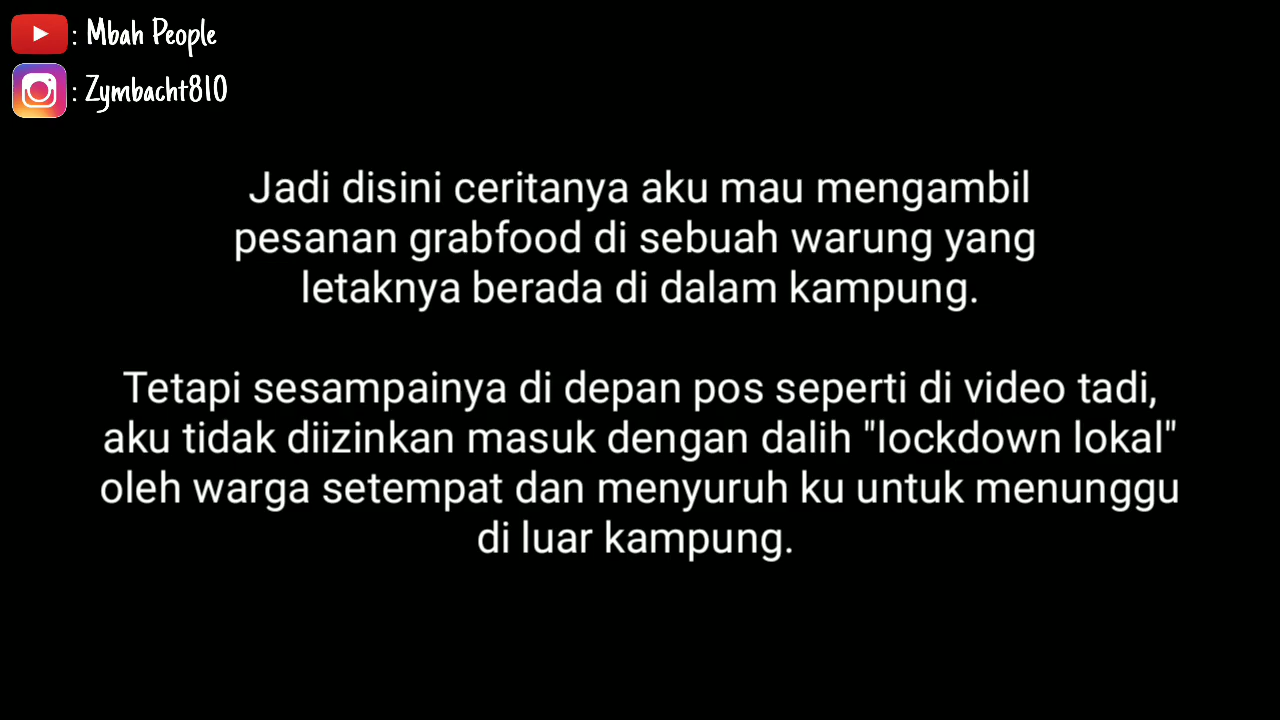 : Mbah People
: Zymbacht810
Jadi disini ceritanya aku mau mengambil
pesanan grabfood di sebuah warung yang
letaknya berada di dalam kampung.
Tetapi sesampainya di depan pos seperti di video tadi,
aku tidak diizinkan masuk dengan dalih "lockdown lokal"
oleh warga setempat dan menyuruh ku untuk menunggu
di luar kampung.